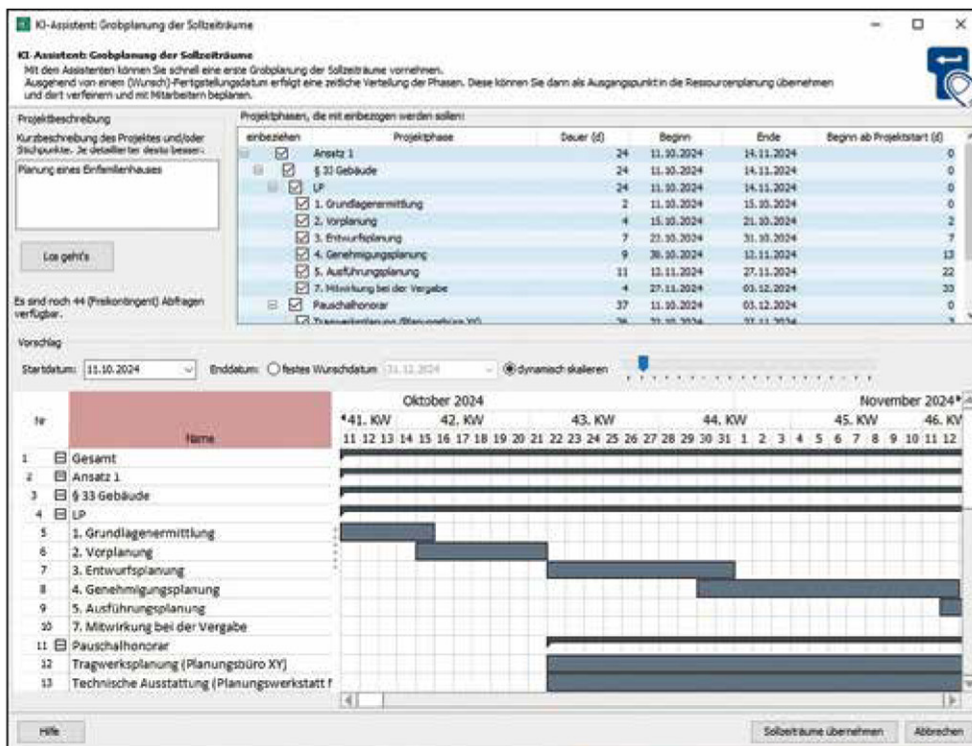 KI-Assistent: Grobplanung der Sollzeiträume
KI-Assistent: Grobplanung der Sollzeiträume
Mit den Assistenten können Sie schnell eine erste Grobplanung der Sollzeiträume vornehmen.
Ausgehend von einem (Wunsch)-Fertigstellungsdatum erfolgt eine zeitliche Verteilung der Phasen. Diese können Sie dann als Ausgangspunkt in die Ressourcenplanung übernehmen
und dort verfeinern und mit Mitarbeitern beplanen.
Projektbeschreibung
Kurzbeschreibung des Projektes und/oder
Stichpunkte. Je detaillierter desto besser:
Planung eines Einfamilienhauses
Los geht's
Es sind noch 44 (Freikontingent) Abfragen
verfügbar.
Projektphasen, die mit einbezogen werden sollen:
einbeziehen Projektphase Dauer (d) Beginn Ende Beginn ab Projektstart (d)
Ansatz 1 24 11.10.2024 14.11.2024 0
§ 33 Gebäude 24 11.10.2024 14.11.2024 0
LP 24 11.10.2024 14.11.2024 0
1. Grundlagenermittlung 2 11.10.2024 15.10.2024 0
2. Vorplanung 4 15.10.2024 21.10.2024 2
3. Entwurfsplanung 7 22.10.2024 31.10.2024 7
4. Genehmigungsplanung 9 30.10.2024 12.11.2024 13
5. Ausführungsplanung 11 12.11.2024 27.11.2024 22
7. Mitwirkung bei der Vergabe 4 27.11.2024 03.12.2024 33
Pauschalhonorar 37 11.10.2024 03.12.2024 0
Tragwerksplanung (Planungsbüro XY)
Vorschlag
Startdatum: 11.10.2024 Enddatum: festes Wunschdatum 31.12.2024 dynamisch skalieren
Oktober 2024 November 2024
Nr Name 41. KW 42. KW 43. KW 44. KW 45. KW 46. KW
11 12 13 14 15 16 17 18 19 20 21 22 23 24 25 26 27 28 29 30 31 1 2 3 4 5 6 7 8 9 10 11 12
1 Gesamt
2 Ansatz 1
3 § 33 Gebäude
4 LP
5 1. Grundlagenermittlung
6 2. Vorplanung
7 3. Entwurfsplanung
8 4. Genehmigungsplanung
9 5. Ausführungsplanung
10 7. Mitwirkung bei der Vergabe
11 Pauschalhonorar
12 Tragwerksplanung (Planungsbüro XY)
13 Technische Ausstattung (Planungswerkstatt f
Hilfe Sollzeiträume übernehmen Abbrechen